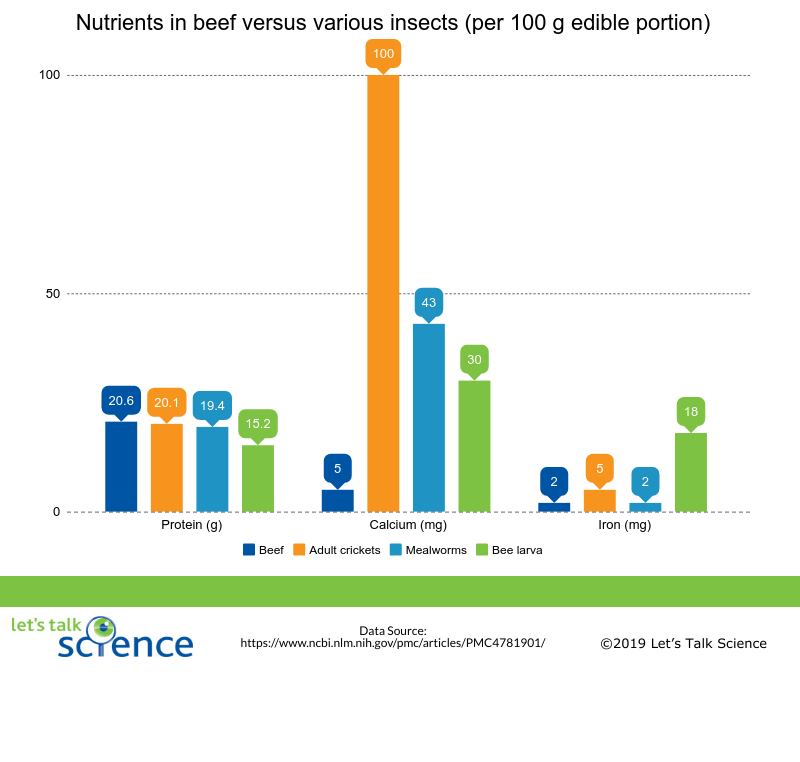 Nutrients in beef versus various insects (per 100 g edible portion)
100
50
0
20.6
20.1
19.4
15.2
5
100
43
30
2
5
2
18
Protein (g)
Calcium (mg)
Iron (mg)
Beef
Adult crickets
Mealworms
Bee larva
let's talk
science
Data Source:
https://www.ncbi.nlm.nih.gov/pmc/articles/PMC4781901/
©2019 Let's Talk Science